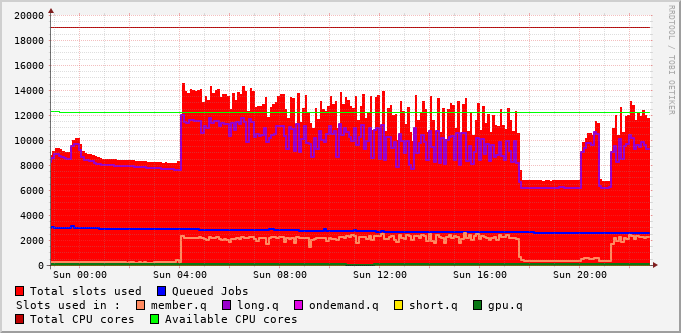 20000
18000
16000
14000
12000
10000
8000
6000
4000
2000
0
Sun 00:00 Sun 04:00 Sun 08:00 Sun 12:00 Sun 16:00 Sun 20:00
Total slots used Queued Jobs
Slots used in : member.q long.q ondemand.q short.q gpu.q
Total CPU cores Available CPU cores
RRDTOOL / TOBI OETIKER